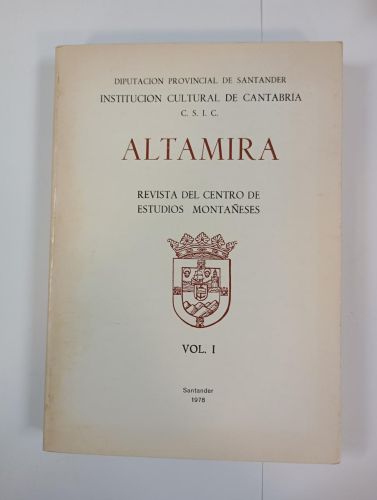 DIPUTACION PROVINCIAL DE SANTANDER
INSTITUCION CULTURAL DE CANTABRIA
C. S. I. C.
ALTAMIRA
REVISTA DEL CENTRO DE
ESTUDIOS MONTAÑESES
VOL. I
Santander
1978